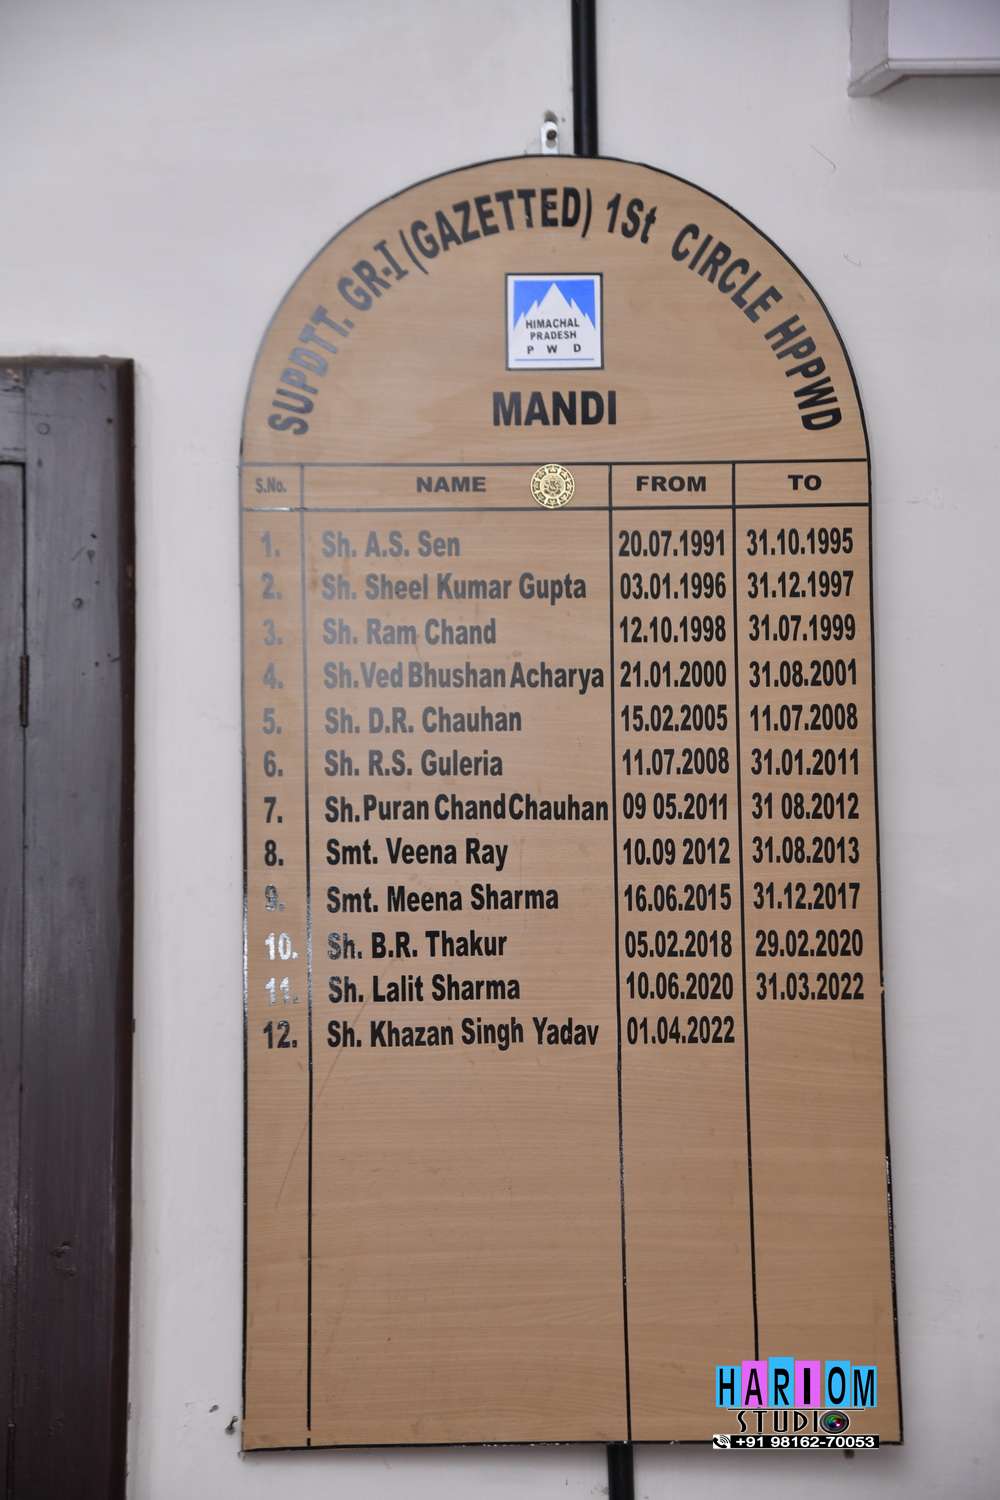 SUPDTT. GR-I (GAZETTED) 1St CIRCLE HPPWD
HIMACHAL
PRADESH
P W D
MANDI
S.No. NAME FROM TO
1. Sh. A.S. Sen 20.07.1991 31.10.1995
2. Sh. Sheel Kumar Gupta 03.01.1996 31.12.1997
3. Sh. Ram Chand 12.10.1998 31.07.1999
4. Sh. Ved Bhushan Acharya 21.01.2000 31.08.2001
5. Sh. D.R. Chauhan 15.02.2005 11.07.2008
6. Sh. R.S. Guleria 11.07.2008 31.01.2011
7. Sh. Puran Chand Chauhan 09 05.2011 31 08.2012
8. Smt. Veena Ray 10.09 2012 31.08.2013
9. Smt. Meena Sharma 16.06.2015 31.12.2017
10. Sh. B.R. Thakur 05.02.2018 29.02.2020
11. Sh. Lalit Sharma 10.06.2020 31.03.2022
12. Sh. Khazan Singh Yadav 01.04.2022
HARIOM
STUDIO
+91 98162-70053